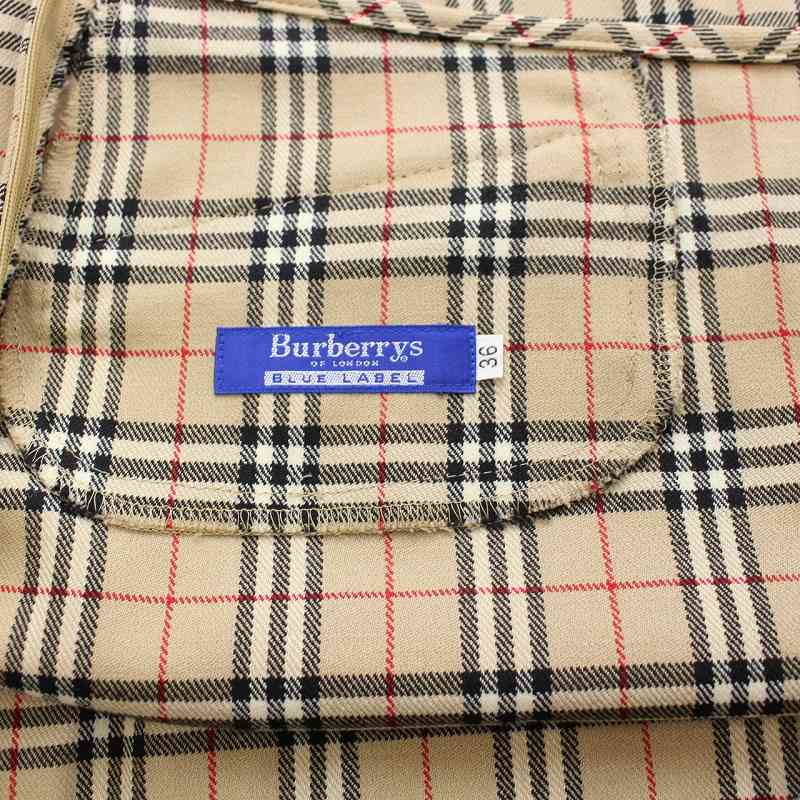 Burberrys
OF LONDON
BLUE LABEL
36